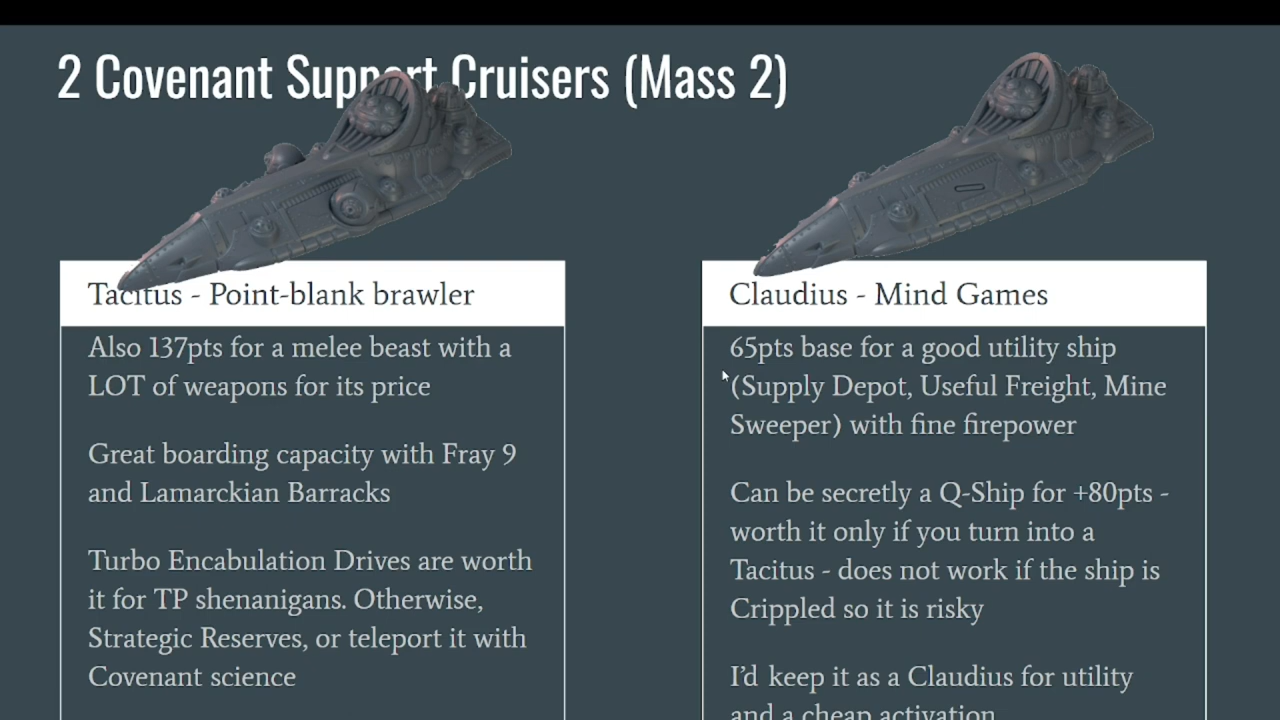 2 Covenant Support Cruisers (Mass 2)
Tacitus - Point-blank brawler
Also 137pts for a melee beast with a
LOT of weapons for its price
Great boarding capacity with Fray 9
and Lamarckian Barracks
Turbo Encabulation Drives are worth
it for TP shenanigans. Otherwise,
Strategic Reserves, or teleport it with
Covenant science
Claudius - Mind Games
65pts base for a good utility ship
(Supply Depot, Useful Freight, Mine
Sweeper) with fine firepower
Can be secretly a Q-Ship for +80pts -
worth it only if you turn into a
Tacitus - does not work if the ship is
Crippled so it is risky
I'd keep it as a Claudius for utility
and a cheap activation